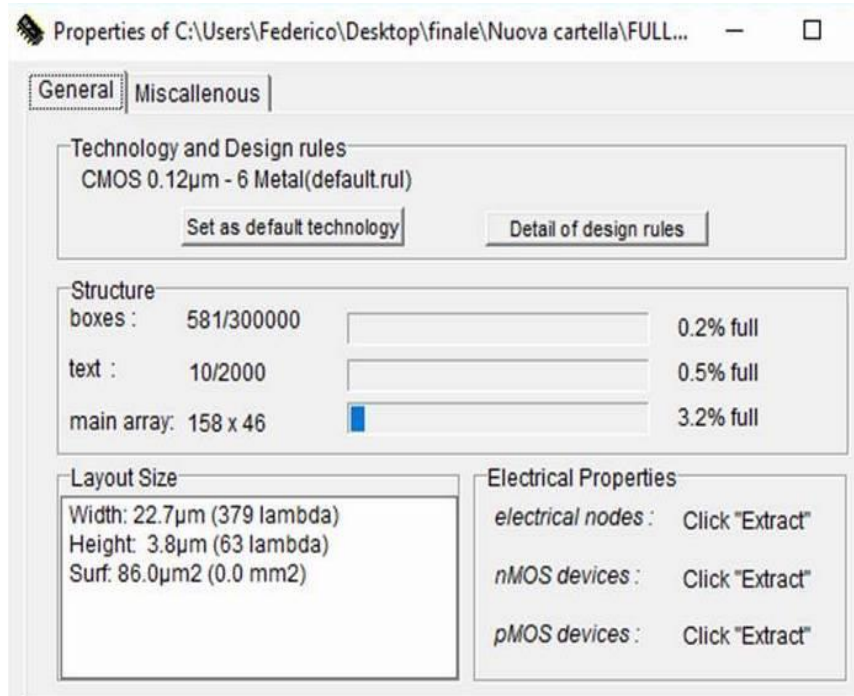 Properties of C:\Users\Federico\Desktop\finale\Nuova cartella\FULL...
General Miscallenous
Technology and Design rules
CMOS 0.12µm - 6 Metal(default.rul)
Set as default technology Detail of design rules
Structure
boxes : 581/300000 0.2% full
text : 10/2000 0.5% full
main array: 158 x 46 3.2% full
Layout Size
Width: 22.7µm (379 lambda)
Height: 3.8µm (63 lambda)
Surf: 86.0µm2 (0.0 mm2)
Electrical Properties
electrical nodes : Click "Extract"
nMOS devices : Click "Extract"
pMOS devices : Click "Extract"